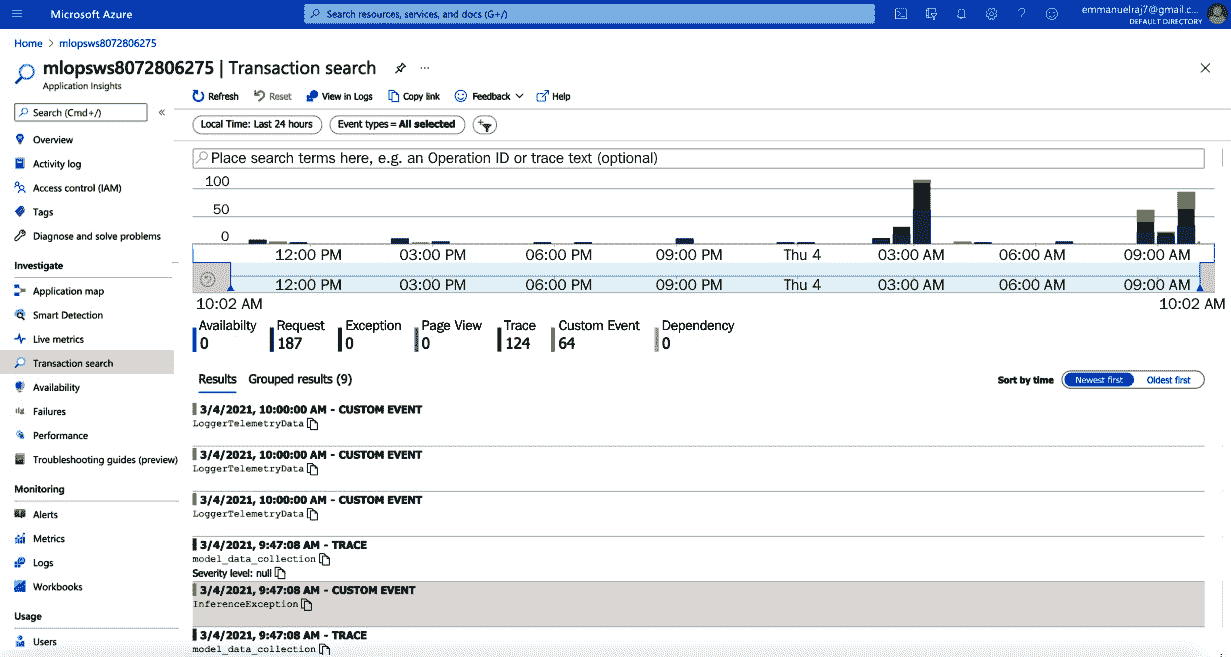 Microsoft Azure
Search resources, services, and docs (G+/)
emmanuelraj7@gmail.c...
DEFAULT DIRECTORY
Home > mlopsws8072806275
mlopsws8072806275 | Transaction search
Application Insights
Search (Cmd+/)
Refresh Reset View in Logs Copy link Feedback Help
Local Time: Last 24 hours Event types = All selected
Place search terms here, e.g. an Operation ID or trace text (optional)
Overview
Activity log
Access control (IAM)
Tags
Diagnose and solve problems
Investigate
Application map
Smart Detection
Live metrics
Transaction search
Availability
Failures
Performance
Troubleshooting guides (preview)
Monitoring
Alerts
Metrics
Logs
Workbooks
Usage
Users
100
50
0
12:00 PM 03:00 PM 06:00 PM 09:00 PM Thu 4 03:00 AM 06:00 AM 09:00 AM
12:00 PM 03:00 PM 06:00 PM 09:00 PM Thu 4 03:00 AM 06:00 AM 09:00 AM
10:02 AM 10:02 AM
Availabilty Request Exception Page View Trace Custom Event Dependency
0 187 0 0 124 64 0
Results Grouped results (9)
Sort by time Newest first Oldest first
3/4/2021, 10:00:00 AM - CUSTOM EVENT
LoggerTelemetryData
3/4/2021, 10:00:00 AM - CUSTOM EVENT
LoggerTelemetryData
3/4/2021, 10:00:00 AM - CUSTOM EVENT
LoggerTelemetryData
3/4/2021, 9:47:08 AM - TRACE
model_data_collection
Severity level: null
3/4/2021, 9:47:08 AM - CUSTOM EVENT
InferenceException
3/4/2021, 9:47:08 AM - TRACE
model_data_collection